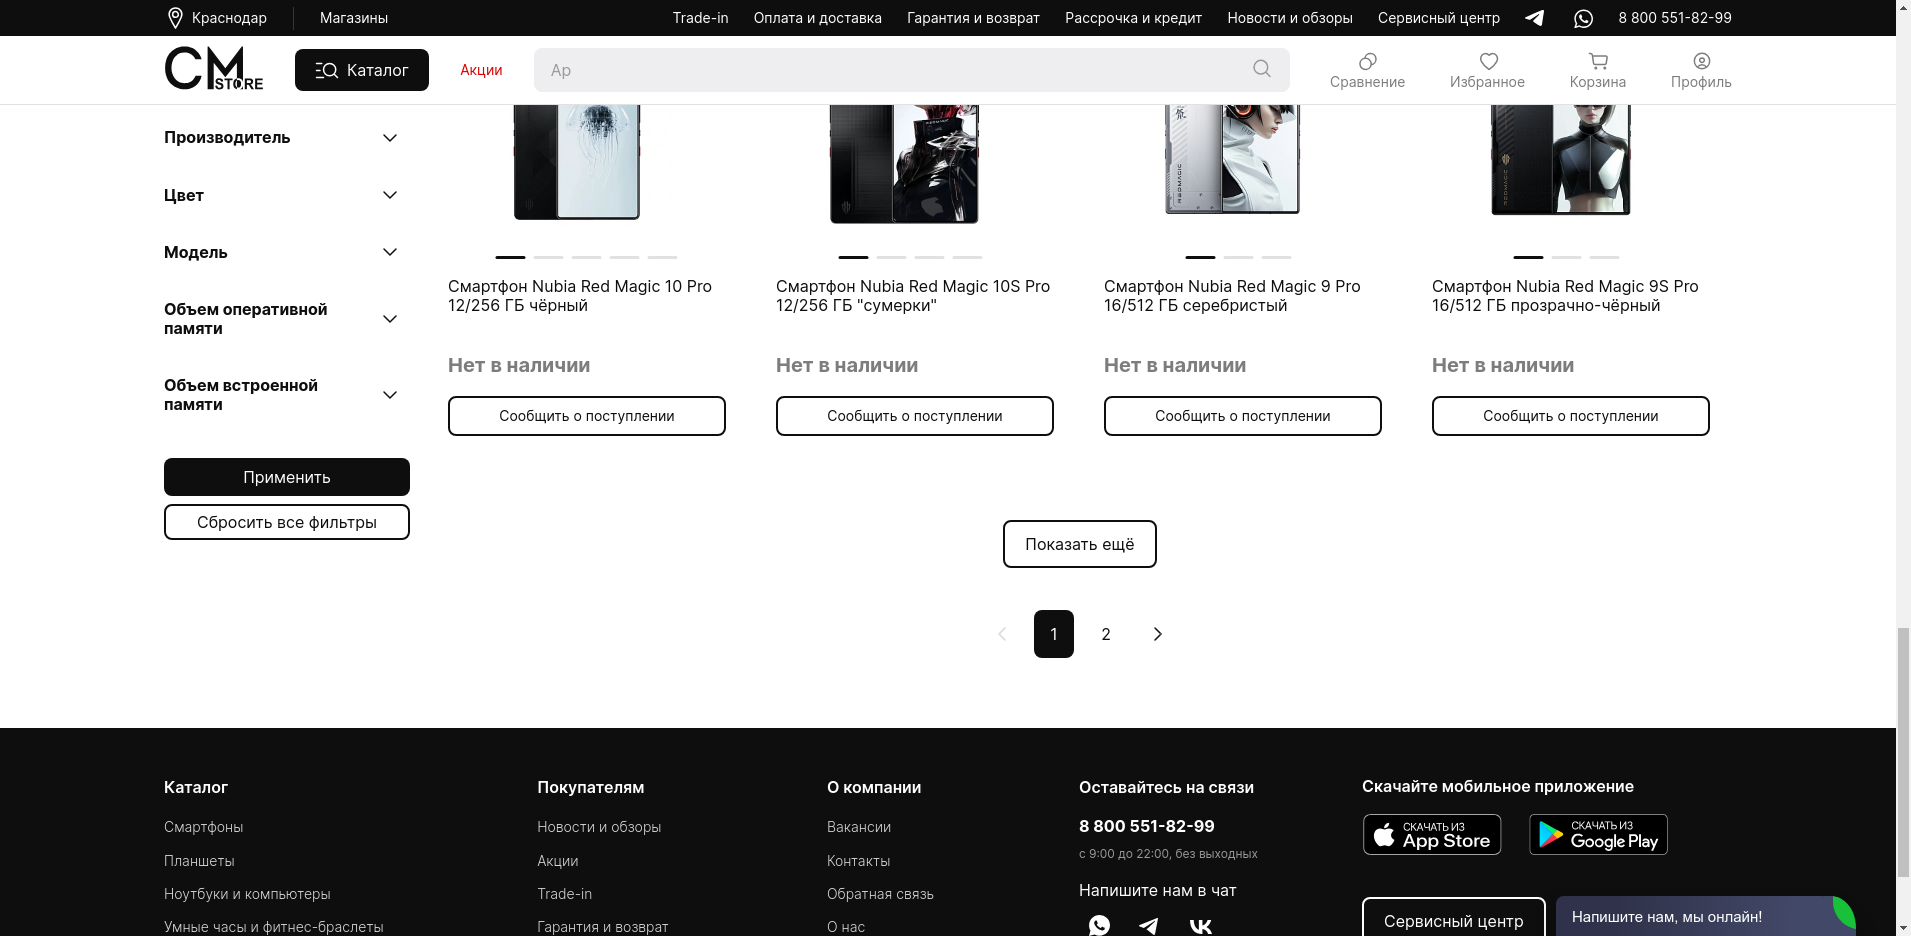 Краснодар
Магазины
Trade-in
Оплата и доставка
Гарантия и возврат
Рассрочка и кредит
Новости и обзоры
Сервисный центр
8 800 551-82-99
CM STORE
Каталог
Акции
Ap
Сравнение
Избранное
Корзина
Профиль
Производитель
Цвет
Модель
Объем оперативной
памяти
Объем встроенной
памяти
Применить
Сбросить все фильтры
Смартфон Nubia Red Magic 10 Pro
12/256 ГБ чёрный
Нет в наличии
Сообщить о поступлении
Смартфон Nubia Red Magic 10S Pro
12/256 ГБ "сумерки"
Нет в наличии
Сообщить о поступлении
REDMAGIC
Смартфон Nubia Red Magic 9 Pro
16/512 ГБ серебристый
Нет в наличии
Сообщить о поступлении
REDMAGIC
Смартфон Nubia Red Magic 9S Pro
16/512 ГБ прозрачно-чёрный
Нет в наличии
Сообщить о поступлении
Показать ещё
1
2
Каталог
Смартфоны
Планшеты
Ноутбуки и компьютеры
Умные часы и фитнес-браслеты
Покупателям
Новости и обзоры
Акции
Trade-in
Гарантия и возврат
О компании
Вакансии
Контакты
Обратная связь
О нас
Оставайтесь на связи
8 800 551-82-99
с 9:00 до 22:00, без выходных
Напишите нам в чат
Скачайте мобильное приложение
СКАЧАТЬ ИЗ
App Store
СКАЧАТЬ ИЗ
Google Play
Сервисный центр
Напишите нам, мы онлайн!